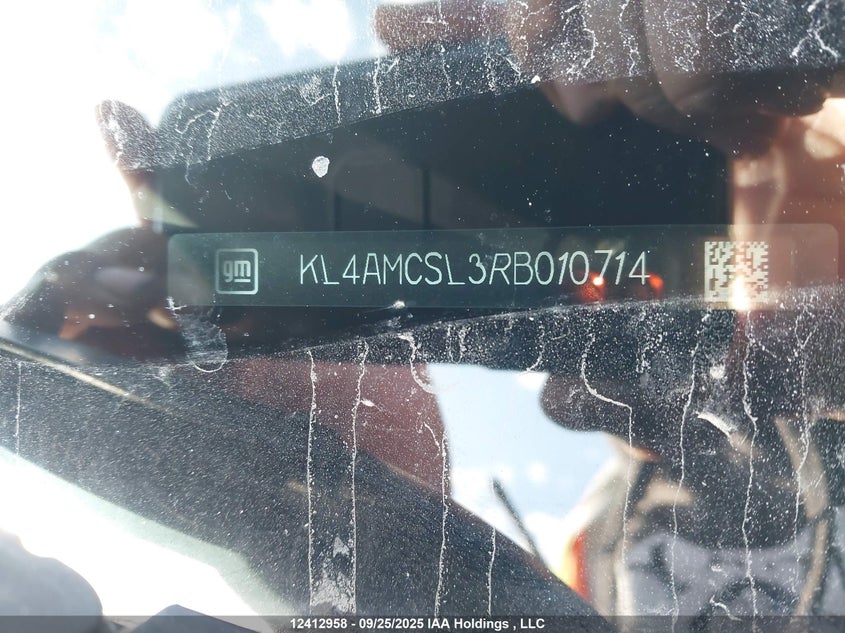 gm KL4AMCSL3RB010714
12412958 - 09/25/2025 IAA Holdings , LLC